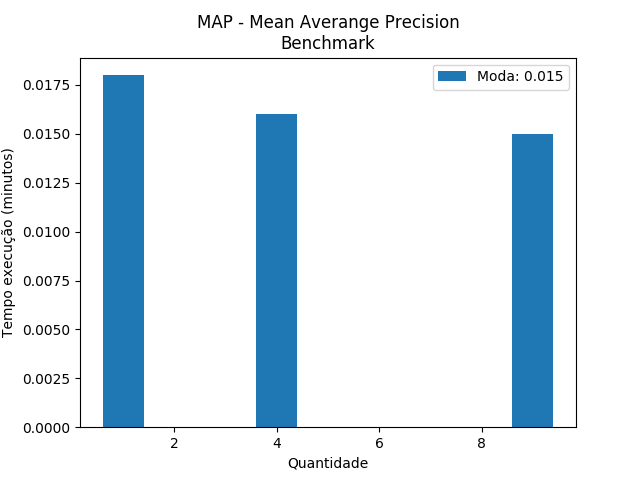 MAP - Mean Averange Precision
Benchmark
Moda: 0.015
0.0175
0.0150
0.0125
0.0100
0.0075
0.0050
0.0025
0.0000
Tempo execução (minutos)
2 4 6 8
Quantidade